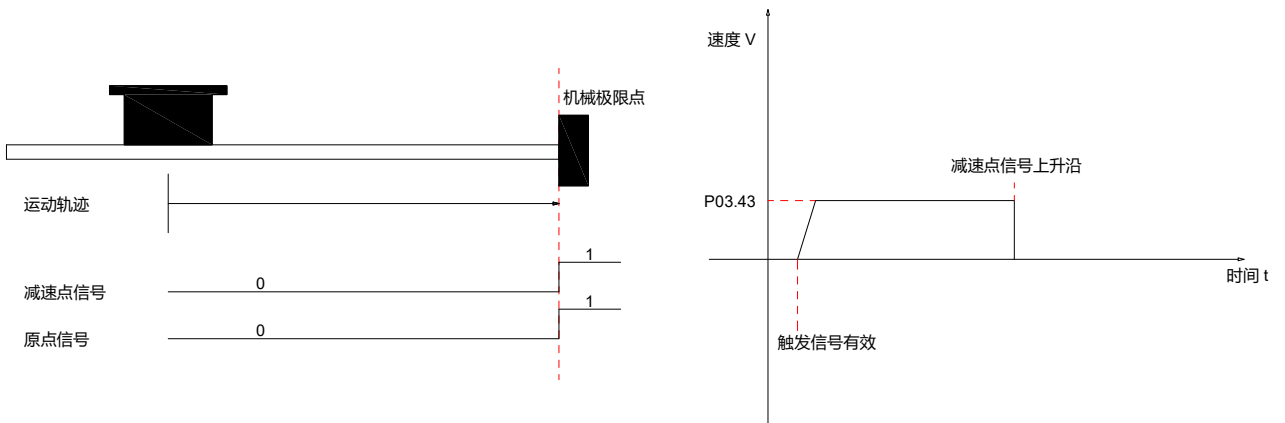 机械极限点
运动轨迹
减速点信号
0
1
原点信号
0
1
速度 V
减速点信号上升沿
P03.43
时间 t
触发信号有效